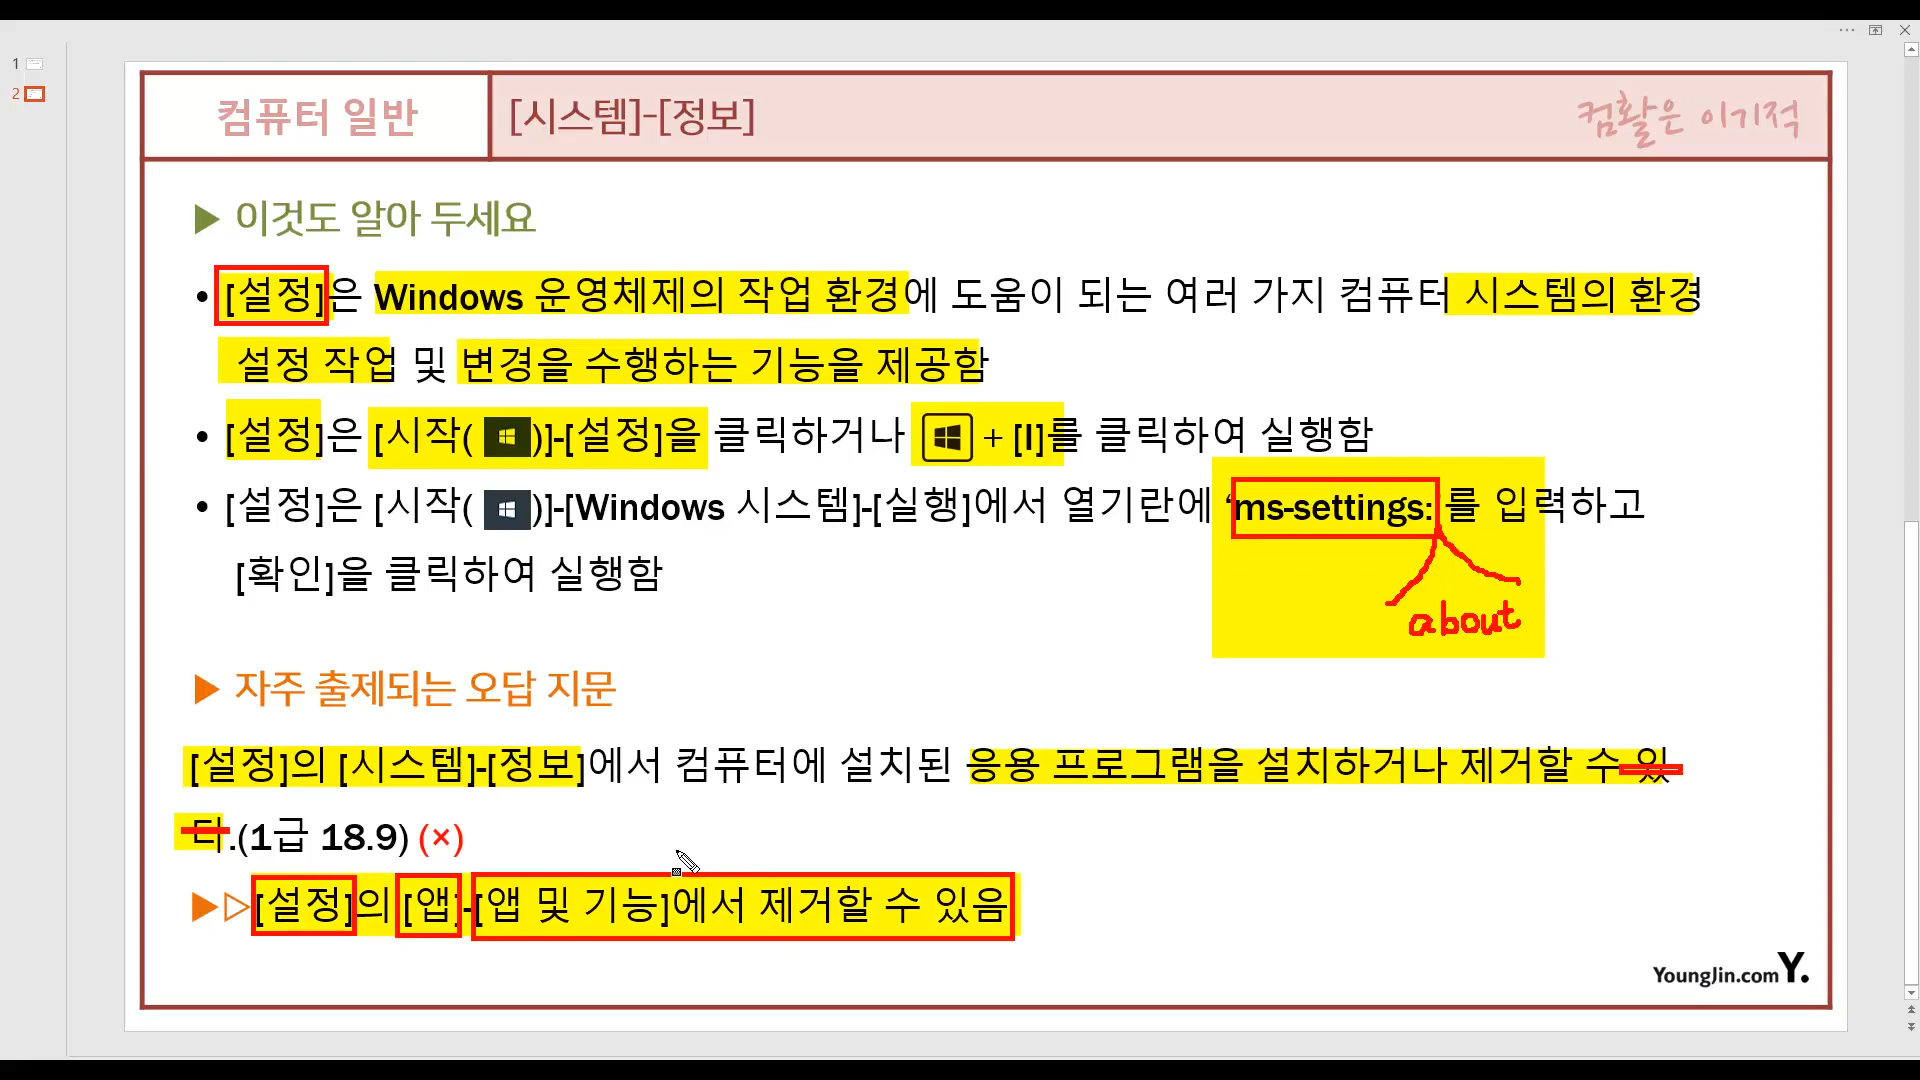 1
2
컴퓨터 일반
[시스템]-[정보]
컴활은 이기적
▶ 이것도 알아 두세요
• [설정]은 Windows 운영체제의 작업 환경에 도움이 되는 여러 가지 컴퓨터 시스템의 환경
설정 작업 및 변경을 수행하는 기능을 제공함
• [설정]은 [시작( )]-[설정]을 클릭하거나 + [I]를 클릭하여 실행함
• [설정]은 [시작( )]-[Windows 시스템]-[실행]에서 열기란에 ‘ms-settings:’를 입력하고
[확인]을 클릭하여 실행함
about
▶ 자주 출제되는 오답 지문
[설정]의 [시스템]-[정보]에서 컴퓨터에 설치된 응용 프로그램을 설치하거나 제거할 수 있
다.(1급 18.9) (×)
▶▷[설정]의 [앱]-[앱 및 기능]에서 제거할 수 있음
YoungJin.com Y.